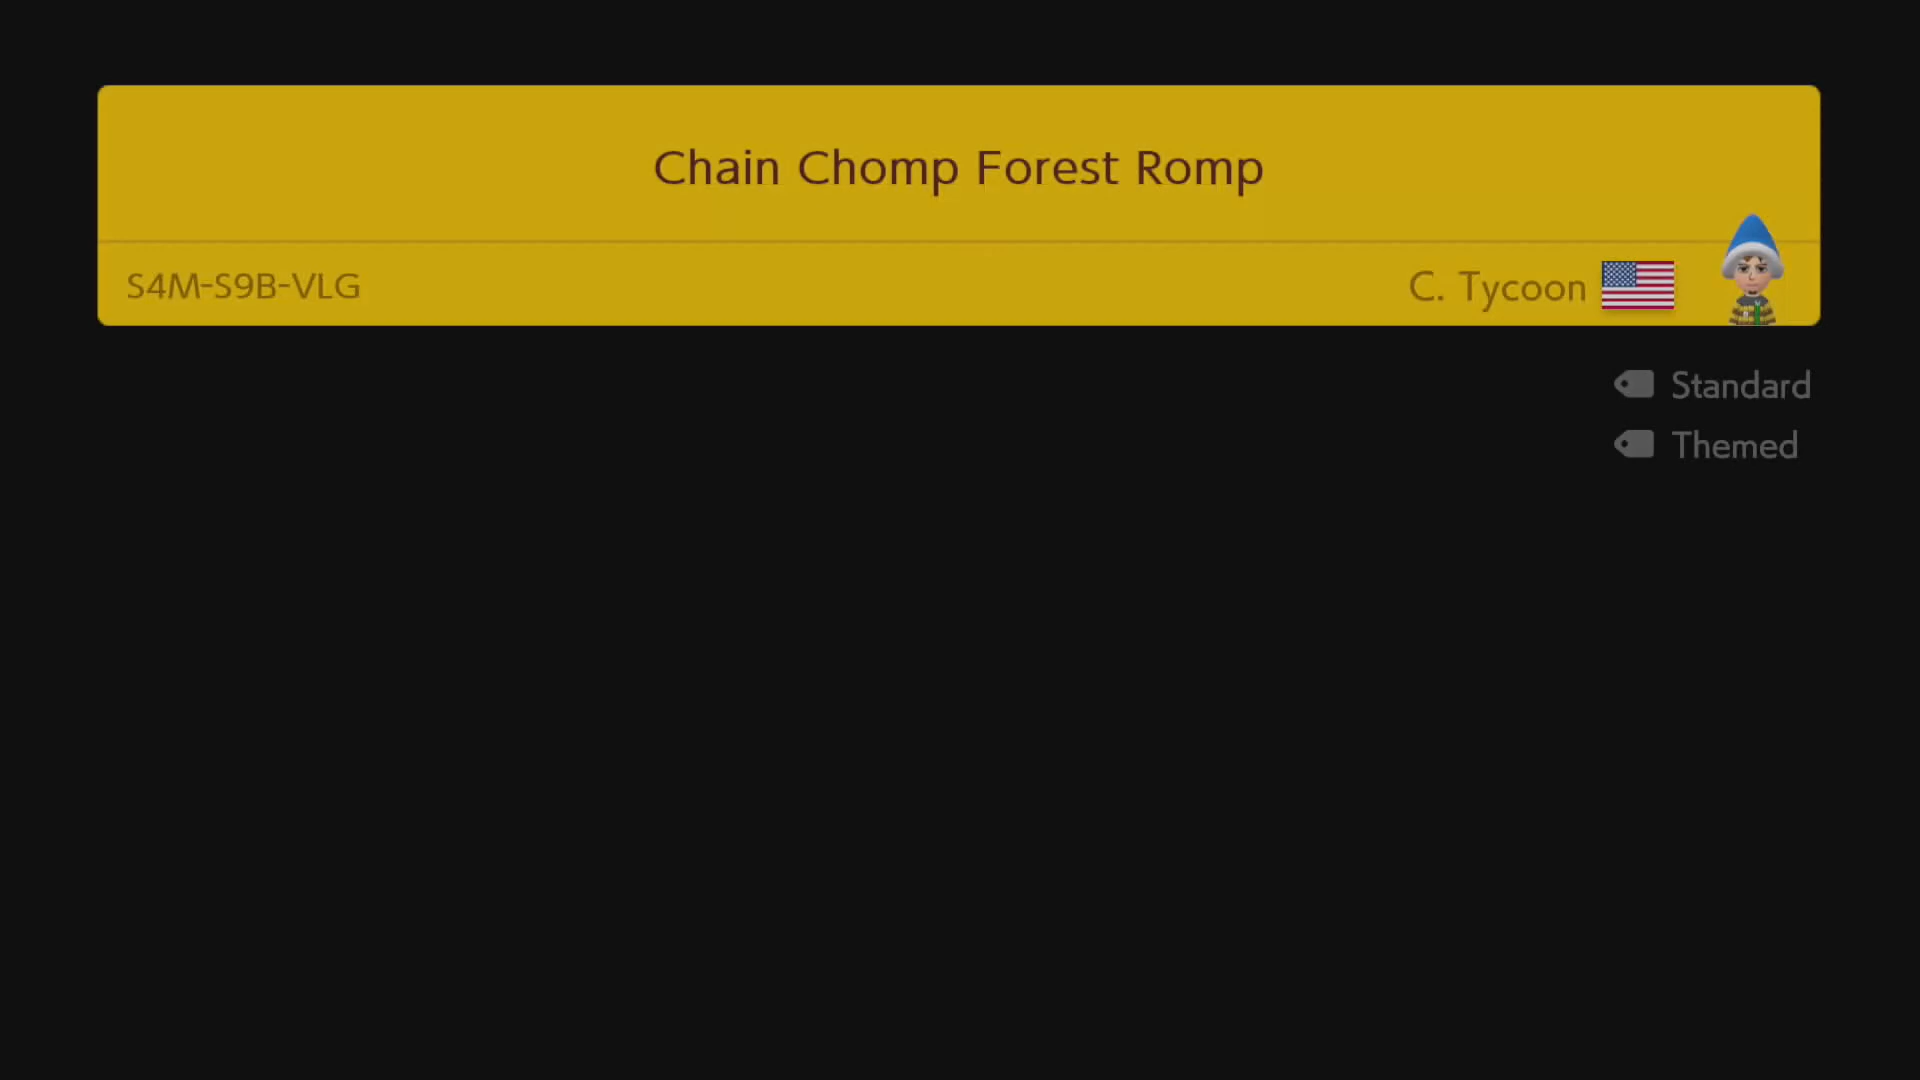 Chain Chomp Forest Romp
S4M-S9B-VLG
C. Tycoon
Standard
Themed